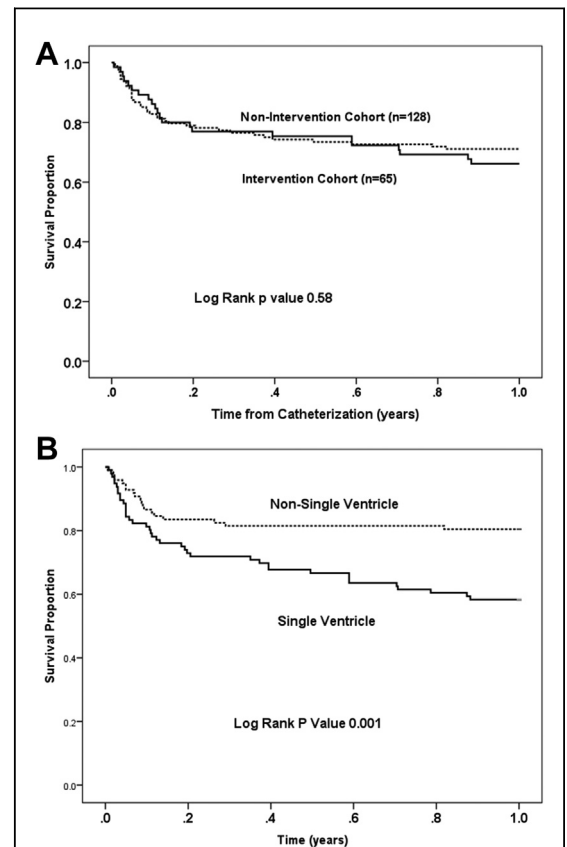 A
1.0
Non-Intervention Cohort (n=128)
0.8
0.6
Intervention Cohort (n=65)
Survival Proportion
0.4
0.2
Log Rank p value 0.58
0.0
.0 .2 .4 .6 .8 1.0
Time from Catheterization (years)
B
1.0
Non-Single Ventricle
0.8
0.6
Single Ventricle
Survival Proportion
0.4
0.2
Log Rank P Value 0.001
0.0
.0 .2 .4 .6 .8 1.0
Time (years)